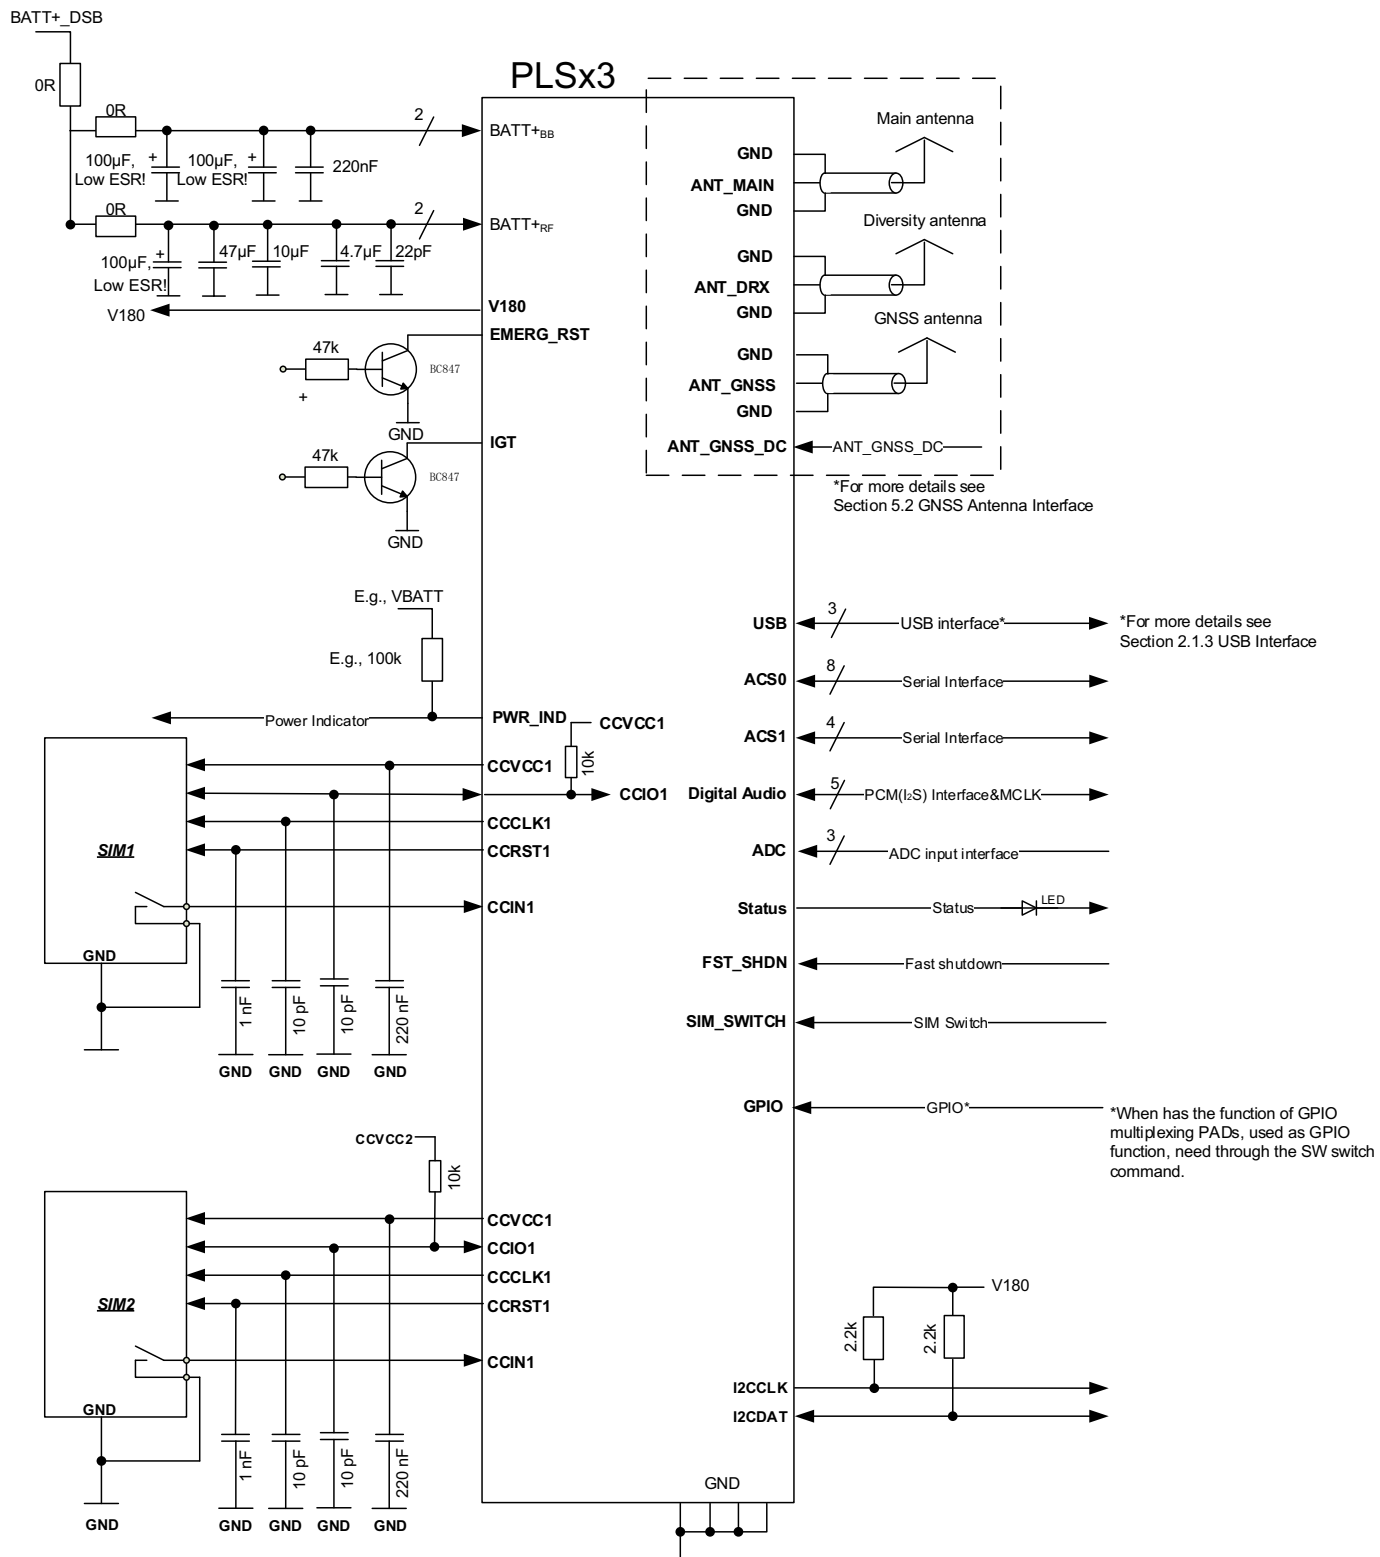 BATT+_DSB
0R
PLSx3
0R
2
BATT+BB
100µF,
Low ESR!
+
100µF,
Low ESR!
+
220nF
0R
2
BATT+RF
100µF,
Low ESR!
+
47µF
10µF
4.7µF
22pF
V180
V180
EMERG_RST
47k
BC847
+
GND
IGT
47k
BC847
GND
Main antenna
GND
ANT_MAIN
GND
Diversity antenna
GND
ANT_DRX
GND
GNSS antenna
GND
ANT_GNSS
GND
ANT_GNSS_DC
ANT_GNSS_DC
*For more details see
Section 5.2 GNSS Antenna Interface
E.g., VBATT
E.g., 100k
Power Indicator
PWR_IND
CCVCC1
10k
CCVCC1
CCIO1
CCCLK1
CCRST1
CCIN1
SIM1
GND
1 nF
10 pF
10 pF
220 nF
GND
GND
GND
GND
USB
3
USB interface*
*For more details see
Section 2.1.3 USB Interface
ACS0
8
Serial Interface
ACS1
4
Serial Interface
Digital Audio
5
PCM(I2S) Interface&MCLK
ADC
3
ADC input interface
Status
Status
LED
FST_SHDN
Fast shutdown
SIM_SWITCH
SIM Switch
GPIO
GPIO*
*When has the function of GPIO
multiplexing PADs, used as GPIO
function, need through the SW switch
command.
CCVCC2
10k
CCVCC1
CCIO1
CCCLK1
CCRST1
CCIN1
SIM2
GND
1 nF
10 pF
10 pF
220 nF
GND
GND
GND
GND
GND
V180
2.2k
2.2k
I2CCLK
I2CDAT
GND